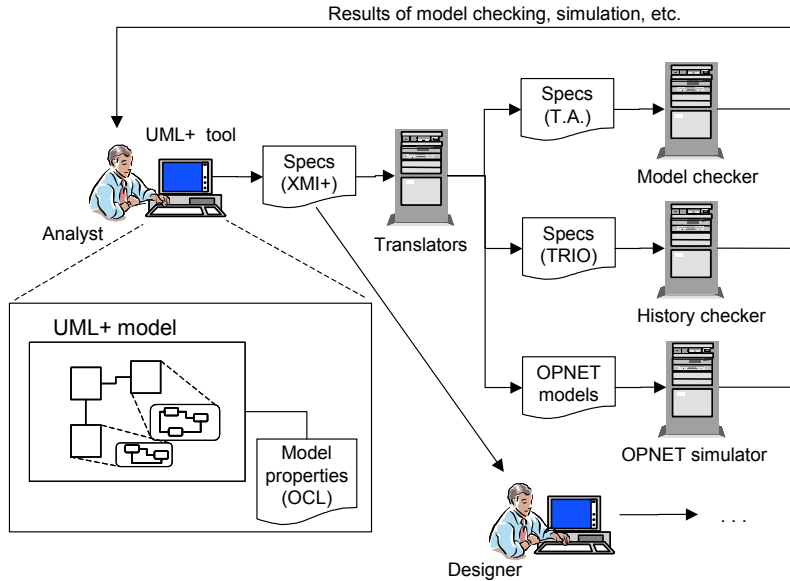 Results of model checking, simulation, etc.
UML+ tool
Analyst
Specs
(XMI+)
Translators
Specs
(T.A.)
Model checker
Specs
(TRIO)
History checker
OPNET
models
OPNET simulator
UML+ model
Model
properties
(OCL)
Designer
. . .